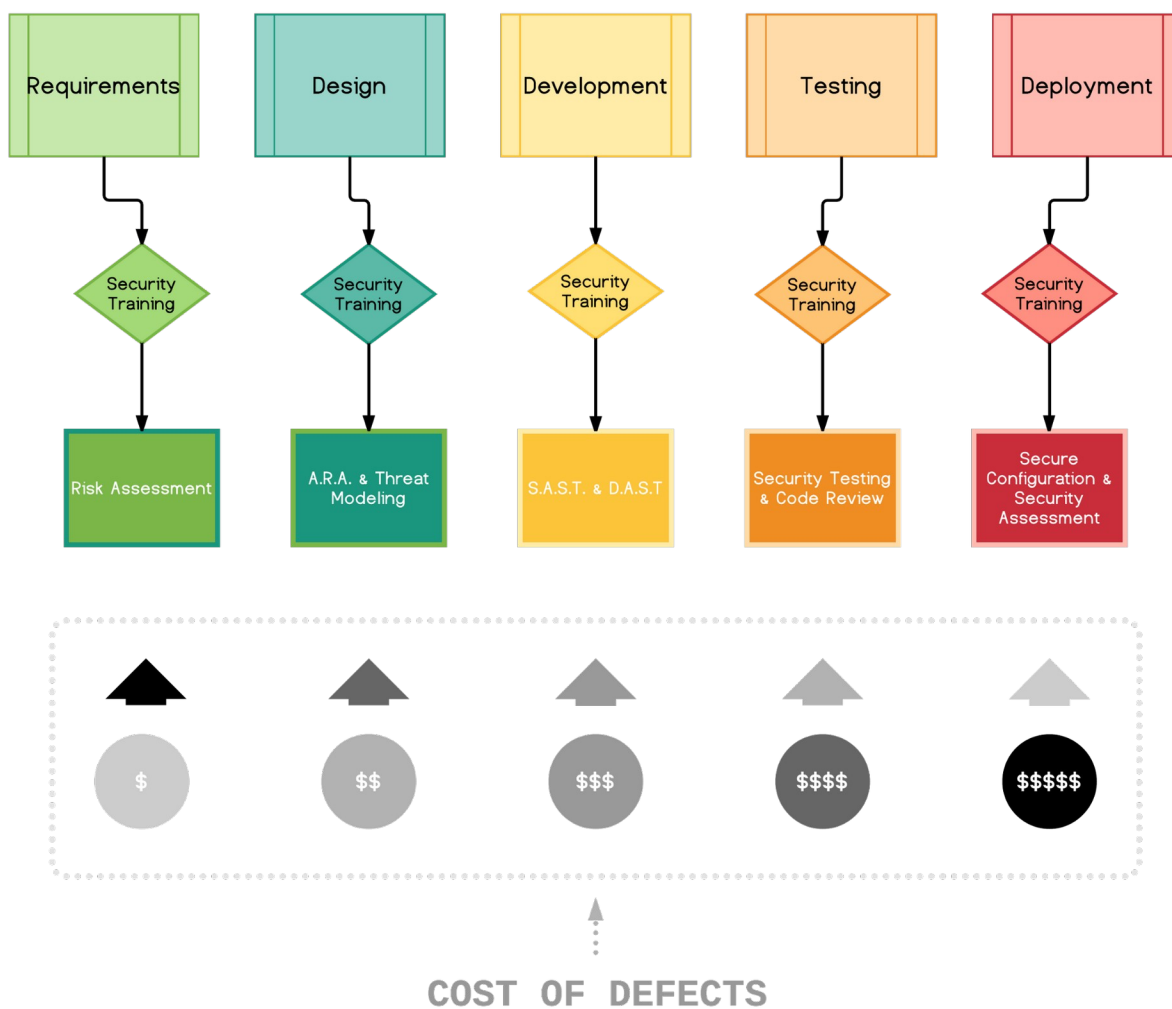 Requirements
Design
Development
Testing
Deployment
Security
Training
Security
Training
Security
Training
Security
Training
Security
Training
Risk Assessment
A.R.A. & Threat
Modeling
S.A.S.T. & D.A.S.T
Security Testing
& Code Review
Secure
Configuration &
Security
Assessment
$
$$
$$$
$$$$
$$$$$
COST OF DEFECTS